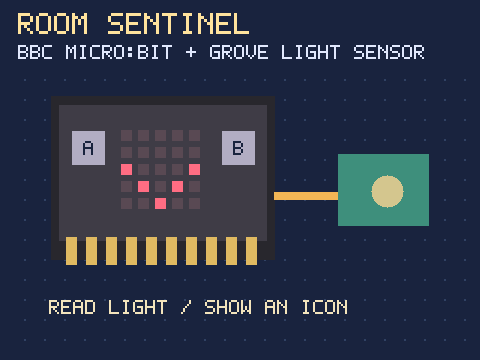 ROOM SENTINEL
BBC MICRO:BIT + GROVE LIGHT SENSOR
A
B
READ LIGHT / SHOW AN ICON